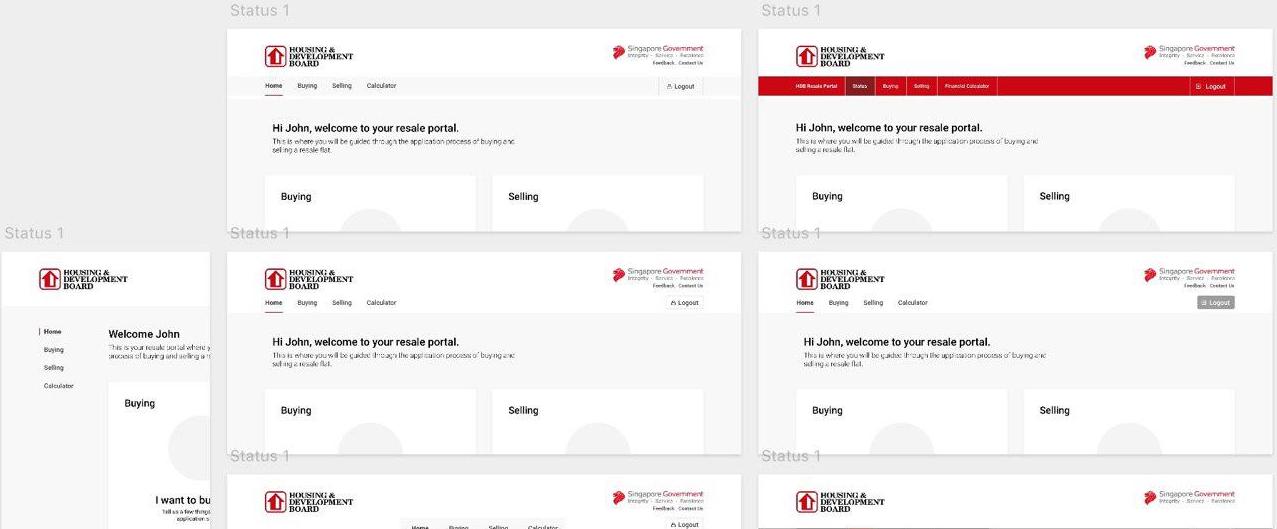 Status 1
HOUSING &
DEVELOPMENT
BOARD
Singapore Government
Integrity · Service · Excellence
Feedback Contact Us
Home Buying Selling Calculator Logout
Hi John, welcome to your resale portal.
This is where you will be guided through the application process of buying and
selling a resale flat.
Buying Selling
Status 1
HOUSING &
DEVELOPMENT
BOARD
Singapore Government
Integrity · Service · Excellence
Feedback Contact Us
HDB Resale Portal Status Buying Selling Financial Calculator Logout
Hi John, welcome to your resale portal.
This is where you will be guided through the application process of buying and
selling a resale flat.
Buying Selling
Status 1
HOUSING &
DEVELOPMENT
BOARD
Home
Buying
Selling
Calculator
Welcome John
This is your resale portal where y
process of buying and selling a r
Buying
I want to bu
Tell us a few things
application s
Status 1
HOUSING &
DEVELOPMENT
BOARD
Singapore Government
Integrity · Service · Excellence
Feedback Contact Us
Home Buying Selling Calculator Logout
Hi John, welcome to your resale portal.
This is where you will be guided through the application process of buying and
selling a resale flat.
Buying Selling
Status 1
HOUSING &
DEVELOPMENT
BOARD
Singapore Government
Integrity · Service · Excellence
Feedback Contact Us
Home Buying Selling Calculator Logout
Hi John, welcome to your resale portal.
This is where you will be guided through the application process of buying and
selling a resale flat.
Buying Selling
Status 1
HOUSING &
DEVELOPMENT
BOARD
Singapore Government
Integrity · Service · Excellence
Feedback Contact Us
Home Buying Selling Calculator Logout
Status 1
HOUSING &
DEVELOPMENT
BOARD
Singapore Government
Integrity · Service · Excellence
Feedback Contact Us